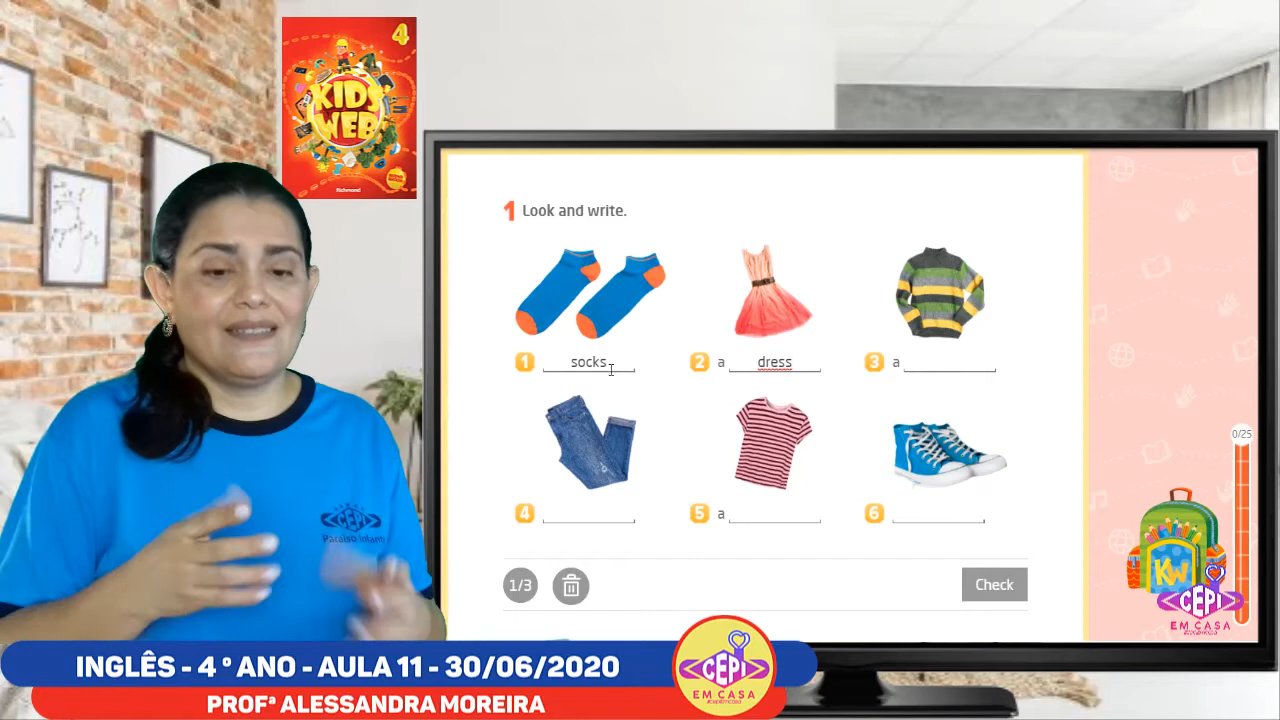 4
KIDS
WEB
Richmond
1 Look and write.
1 socks
2 a dress
3 a
4
5 a
6
1/3
Check
0/25
KW
CEPI
EM CASA
CEPI
Paraíso Infantil
INGLÊS - 4 º ANO - AULA 11 - 30/06/2020
PROFª ALESSANDRA MOREIRA
CEPI
EM CASA